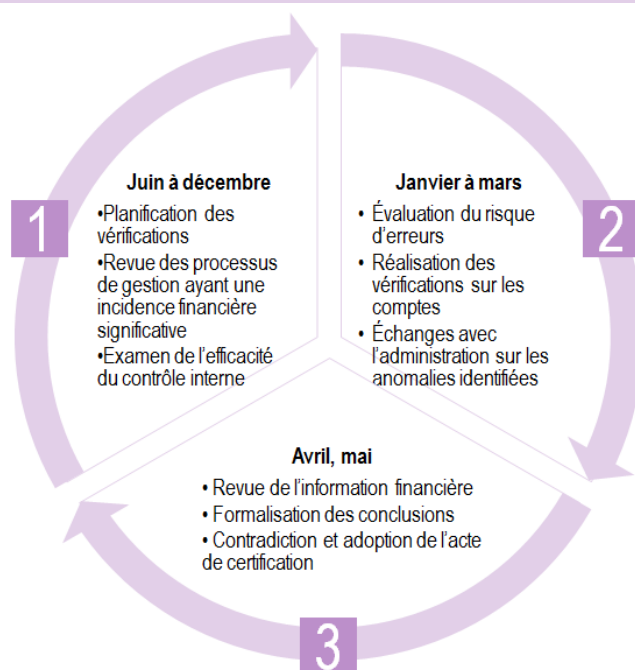 1
Juin à décembre
•Planification des
vérifications
•Revue des processus
de gestion ayant une
incidence financière
significative
•Examen de l'efficacité
du contrôle interne
2
Janvier à mars
• Évaluation du risque
d'erreurs
• Réalisation des
vérifications sur les
comptes
• Échanges avec
l'administration sur les
anomalies identifiées
Avril, mai
• Revue de l'information financière
• Formalisation des conclusions
• Contradiction et adoption de l'acte
de certification
3